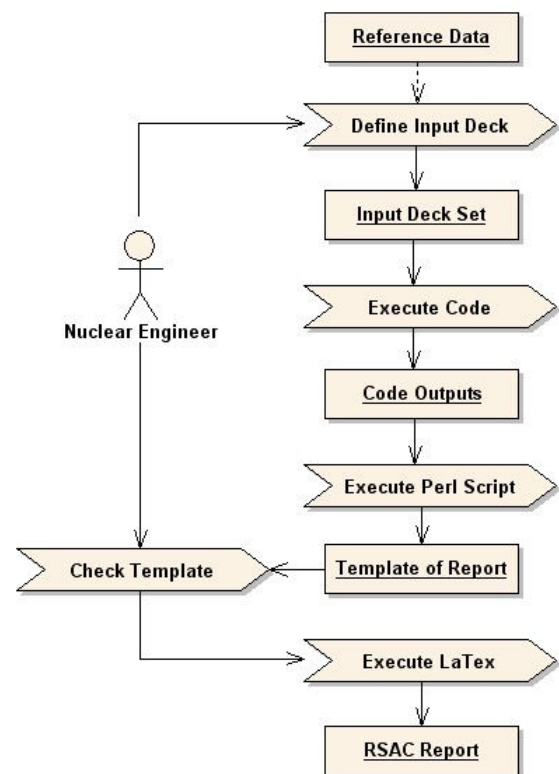 Reference Data
Define Input Deck
Input Deck Set
Nuclear Engineer
Execute Code
Code Outputs
Execute Perl Script
Check Template
Template of Report
Execute LaTex
RSAC Report